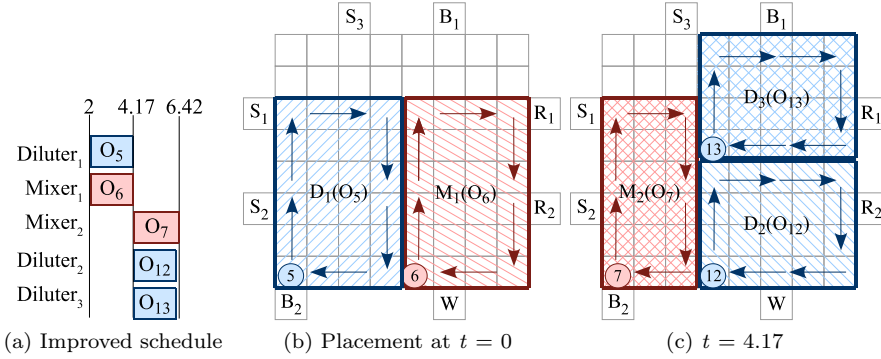 2 4.17 6.42
Diluter1 O5
Mixer1 O6
Mixer2 O7
Diluter2 O12
Diluter3 O13
(a) Improved schedule
S3 B1
S1 R1
D1(O5) M1(O6)
S2 R2
5 6
B2 W
(b) Placement at t = 0
S3 B1
D3(O13)
S1 R1
13
M2(O7)
S2 R2
D2(O12)
7 12
B2 W
(c) t = 4.17